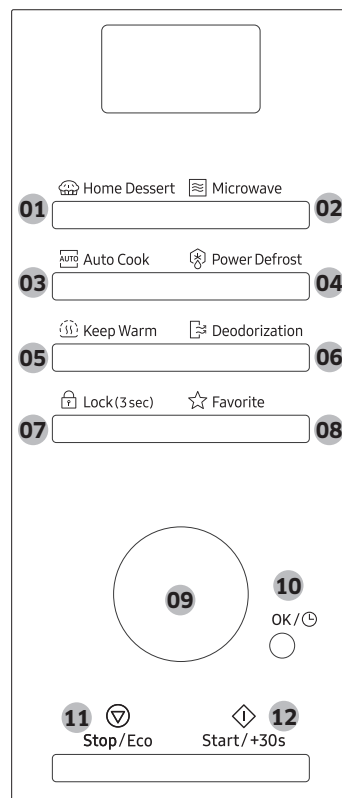 Home Dessert Microwave
01 02
AUTO Auto Cook Power Defrost
03 04
Keep Warm Deodorization
05 06
Lock (3 sec) Favorite
07 08
09
10
OK/
11 12
Stop/Eco Start/+30s